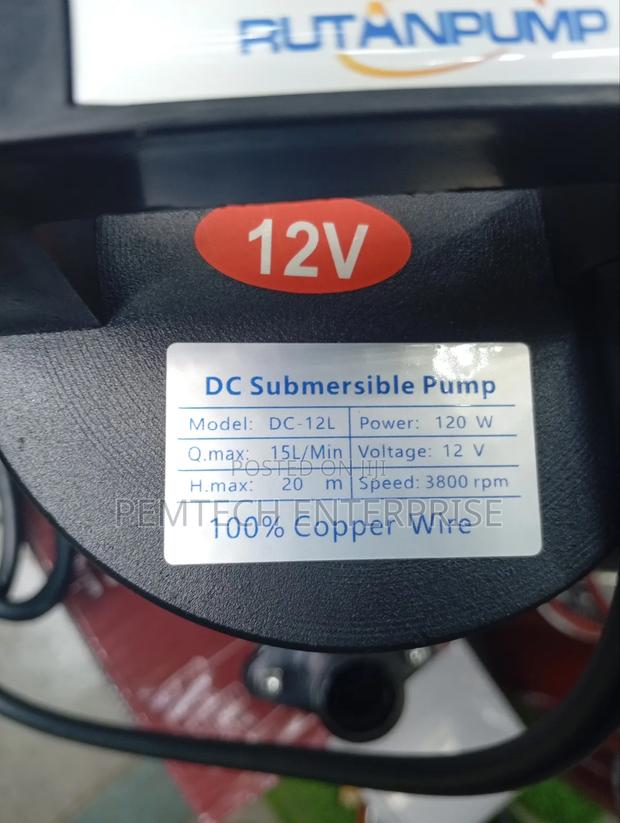 RUTANPUMP
12V
DC Submersible Pump
Model: DC-12L Power: 120 W
Q.max: 15L/Min Voltage: 12 V
POSTED ON IIJI
H.max: 20 m Speed: 3800 rpm
PEMTECH ENTERPRISE
100% Copper Wire